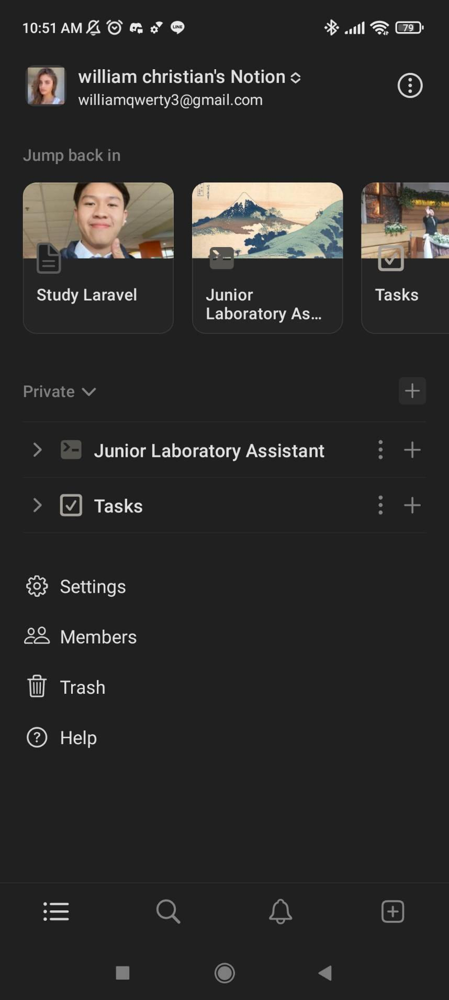 10:51 AM
LINE
79
william christian's Notion
williamqwerty3@gmail.com
Jump back in
Study Laravel
Junior
Laboratory As...
Tasks
Private
Junior Laboratory Assistant
Tasks
Settings
Members
Trash
Help